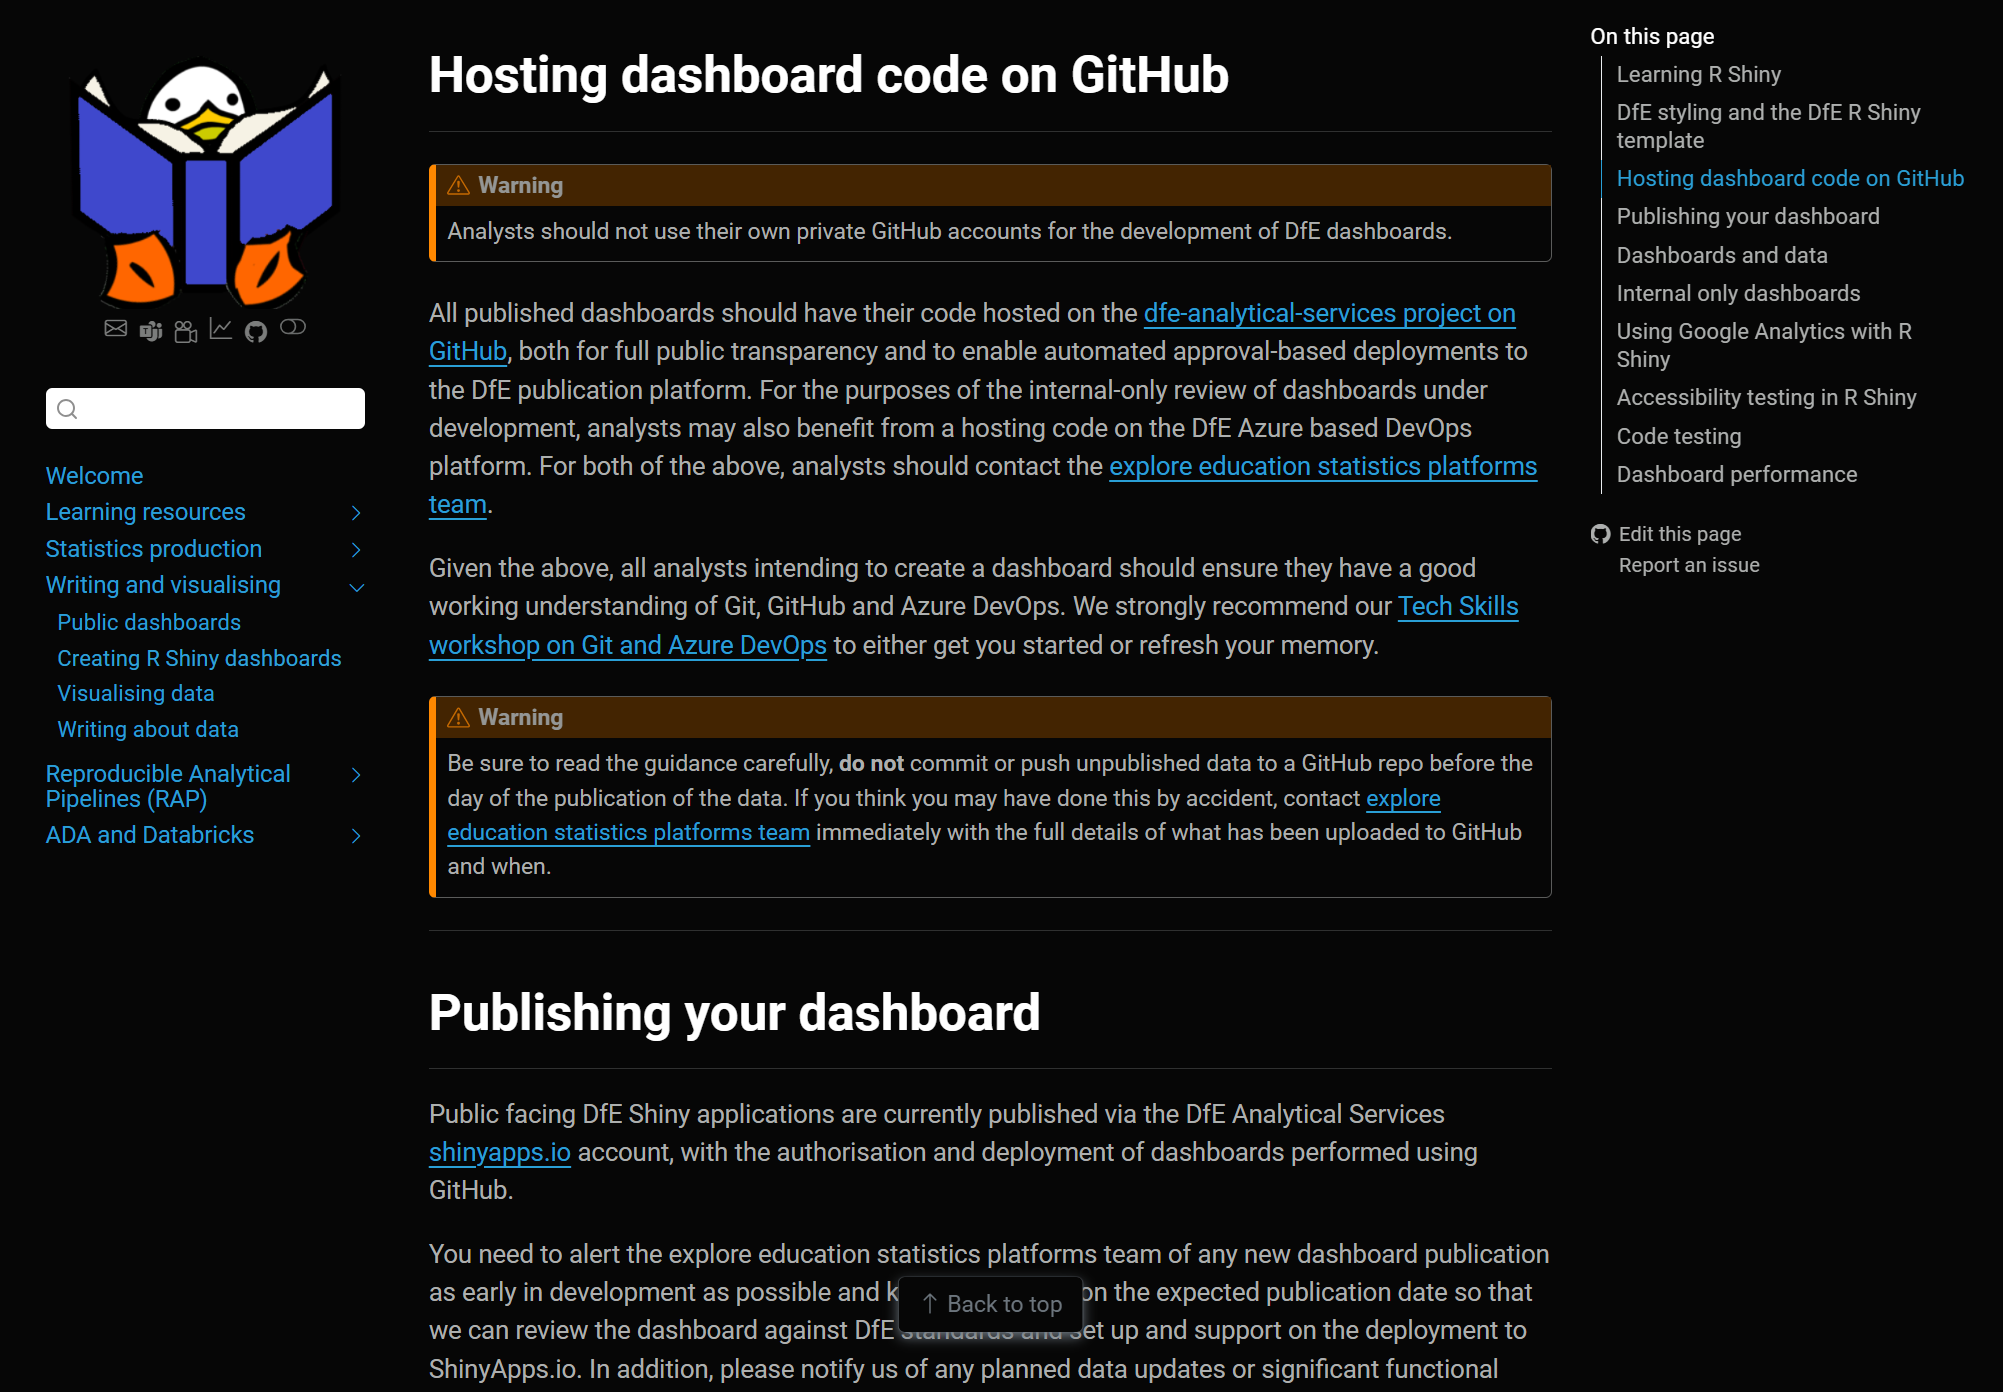 Welcome
Learning resources
Statistics production
Writing and visualising
Public dashboards
Creating R Shiny dashboards
Visualising data
Writing about data
Reproducible Analytical
Pipelines (RAP)
ADA and Databricks
Hosting dashboard code on GitHub
Warning
Analysts should not use their own private GitHub accounts for the development of DfE dashboards.
All published dashboards should have their code hosted on the dfe-analytical-services project on
GitHub, both for full public transparency and to enable automated approval-based deployments to
the DfE publication platform. For the purposes of the internal-only review of dashboards under
development, analysts may also benefit from a hosting code on the DfE Azure based DevOps
platform. For both of the above, analysts should contact the explore education statistics platforms
team.
Given the above, all analysts intending to create a dashboard should ensure they have a good
working understanding of Git, GitHub and Azure DevOps. We strongly recommend our Tech Skills
workshop on Git and Azure DevOps to either get you started or refresh your memory.
Warning
Be sure to read the guidance carefully, do not commit or push unpublished data to a GitHub repo before the
day of the publication of the data. If you think you may have done this by accident, contact explore
education statistics platforms team immediately with the full details of what has been uploaded to GitHub
and when.
Publishing your dashboard
Public facing DfE Shiny applications are currently published via the DfE Analytical Services
shinyapps.io account, with the authorisation and deployment of dashboards performed using
GitHub.
You need to alert the explore education statistics platforms team of any new dashboard publication
as early in development as possible and on the expected publication date so that
we can review the dashboard against DfE standards and set up and support on the deployment to
ShinyApps.io. In addition, please notify us of any planned data updates or significant functional
Back to top
On this page
Learning R Shiny
DfE styling and the DfE R Shiny
template
Hosting dashboard code on GitHub
Publishing your dashboard
Dashboards and data
Internal only dashboards
Using Google Analytics with R
Shiny
Accessibility testing in R Shiny
Code testing
Dashboard performance
Edit this page
Report an issue